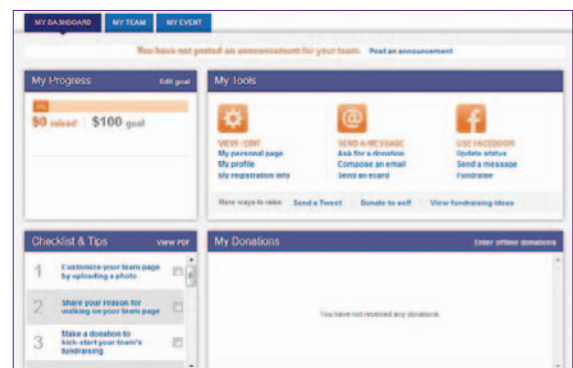 MY DASHBOARD MY TEAM MY EVENT
You have not posted an announcement for your team. Post an announcement
My Progress Edit goal
0%
$0 raised $100 goal
My Tools
VIEW / EDIT
My personal page
My profile
My registration info
SEND A MESSAGE
Ask for a donation
Compose an email
Send an ecard
USE FACEBOOK
Update status
Send a message
Fundraise
More ways to raise: Send a Tweet Donate to self View fundraising ideas
Checklist & Tips View PDF
1 Customize your team page
by uploading a photo
2 Share your reason for
walking on your team page
3 Make a donation to
kick-start your team's
fundraising
My Donations Enter offline donations
You have not received any donations.